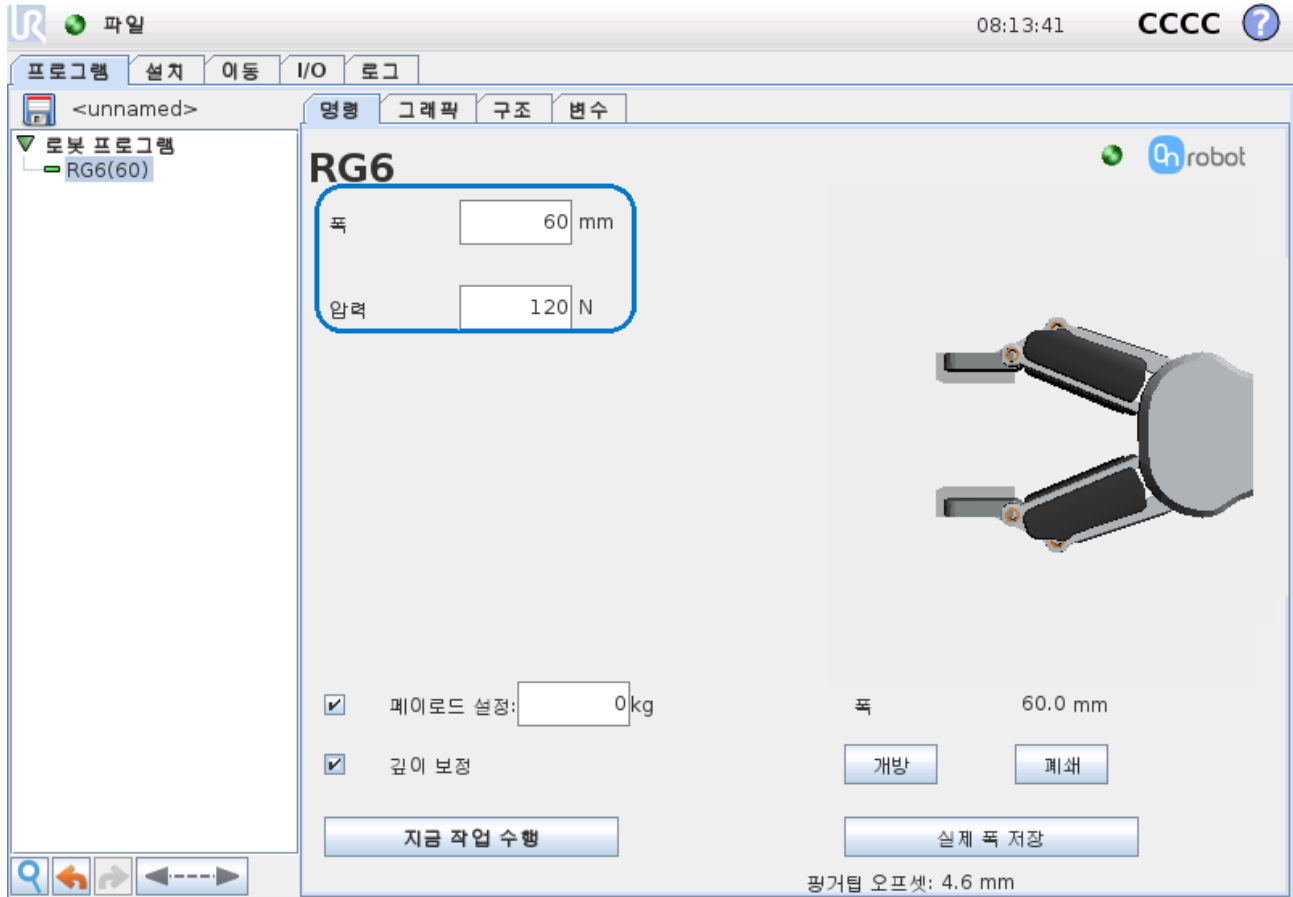 UR 파일 08:13:41 CCCC ?
프로그램 설치 이동 I/O 로그
<unnamed> 명령 그래픽 구조 변수
로봇 프로그램
RG6(60)
RG6 On robot
폭 60 mm
압력 120 N
페이로드 설정: 0 kg 폭 60.0 mm
깊이 보정 개방 폐쇄
지금 작업 수행 실제 폭 저장
핑거팁 오프셋: 4.6 mm